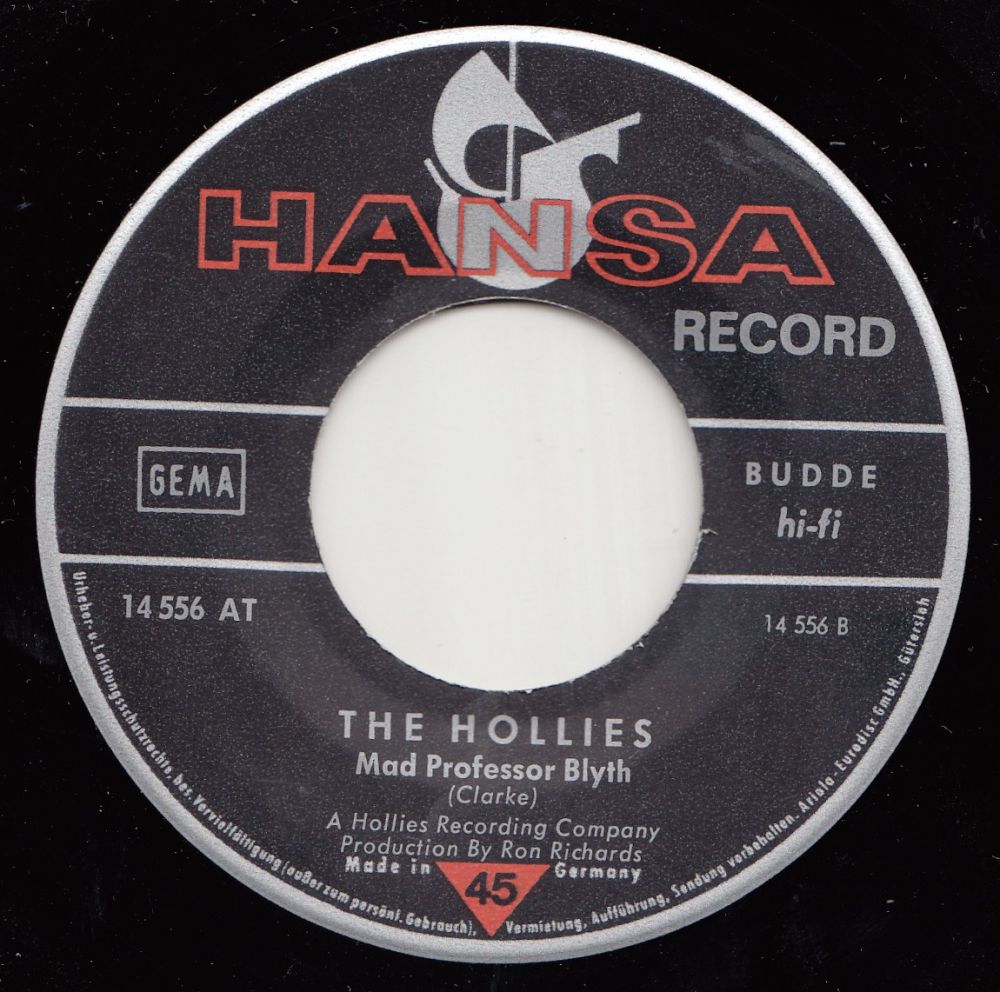 HANSA
RECORD
GEMA
BUDDE
hi-fi
14 556 AT
14 556 B
THE HOLLIES
Mad Professor Blyth
(Clarke)
A Hollies Recording Company
Production By Ron Richards
Made in Germany
45
Urheber-u. Leistungsschutzrechte, bes. Vervielfältigung (außer zum persönl. Gebrauch), Vermietung, Aufführung, Sendung vorbehalten. Ariola-Eurodisc GmbH., Gütersloh